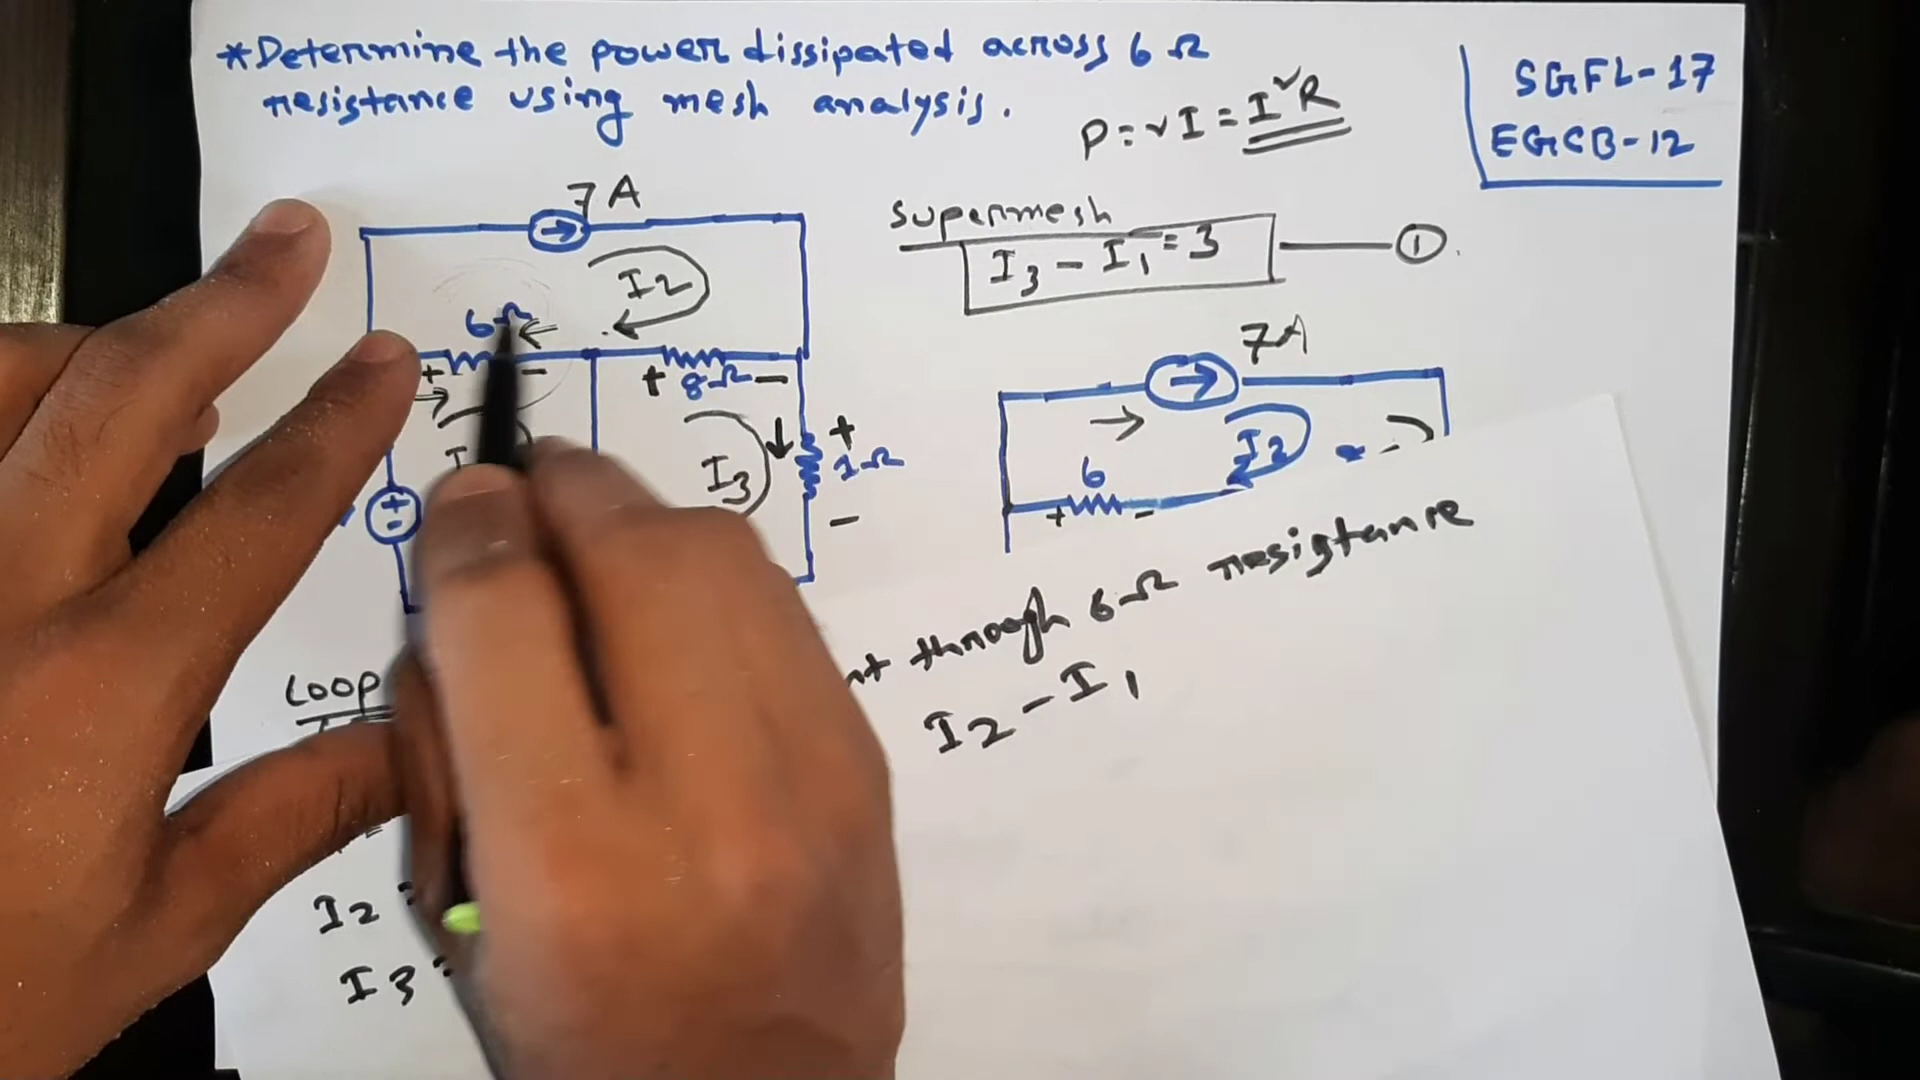 *Determine the power dissipated across 6Ω
resistance using mesh analysis.
P=VI=I²R
SGFL-17
EGCB-12
7A
I2
6Ω
+ -
+ 8Ω -
I3
+
1Ω
-
+
-
supermesh
I3 - I1 = 3
1
7A
I2
6
+ -
through 6Ω resistance
I2 - I1
Loop
I2
I3